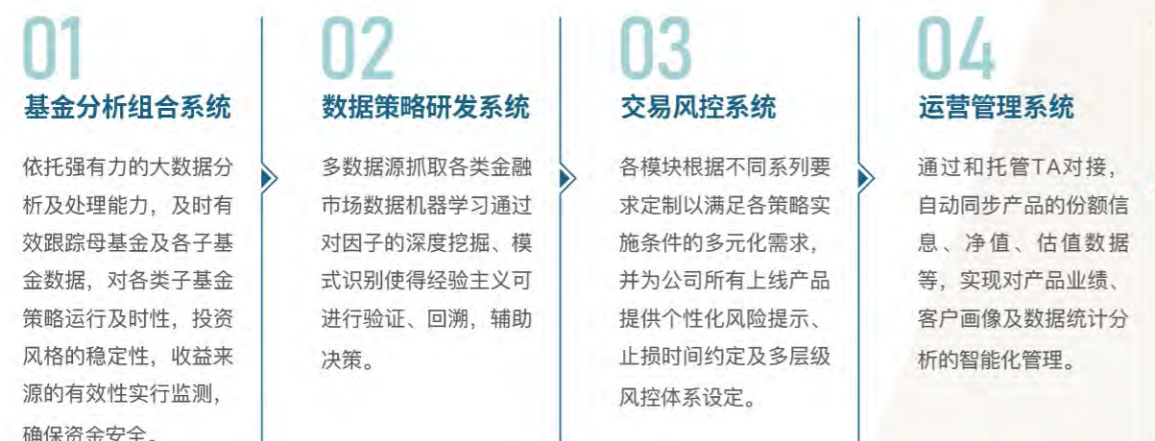 01
基金分析组合系统
依托强有力的大数据分
析及处理能力，及时有
效跟踪母基金及各子基
金数据，对各类子基金
策略运行及时性，投资
风格的稳定性，收益来
源的有效性实行监测，
确保资金安全。
02
数据策略研发系统
多数据源抓取各类金融
市场数据机器学习通过
对因子的深度挖掘、模
式识别使得经验主义可
进行验证、回溯，辅助
决策。
03
交易风控系统
各模块根据不同系列要
求定制以满足各策略实
施条件的多元化需求，
并为公司所有上线产品
提供个性化风险提示、
止损时间约定及多层级
风控体系设定。
04
运营管理系统
通过和托管TA对接，
自动同步产品的份额信
息、净值、估值数据
等，实现对产品业绩、
客户画像及数据统计分
析的智能化管理。